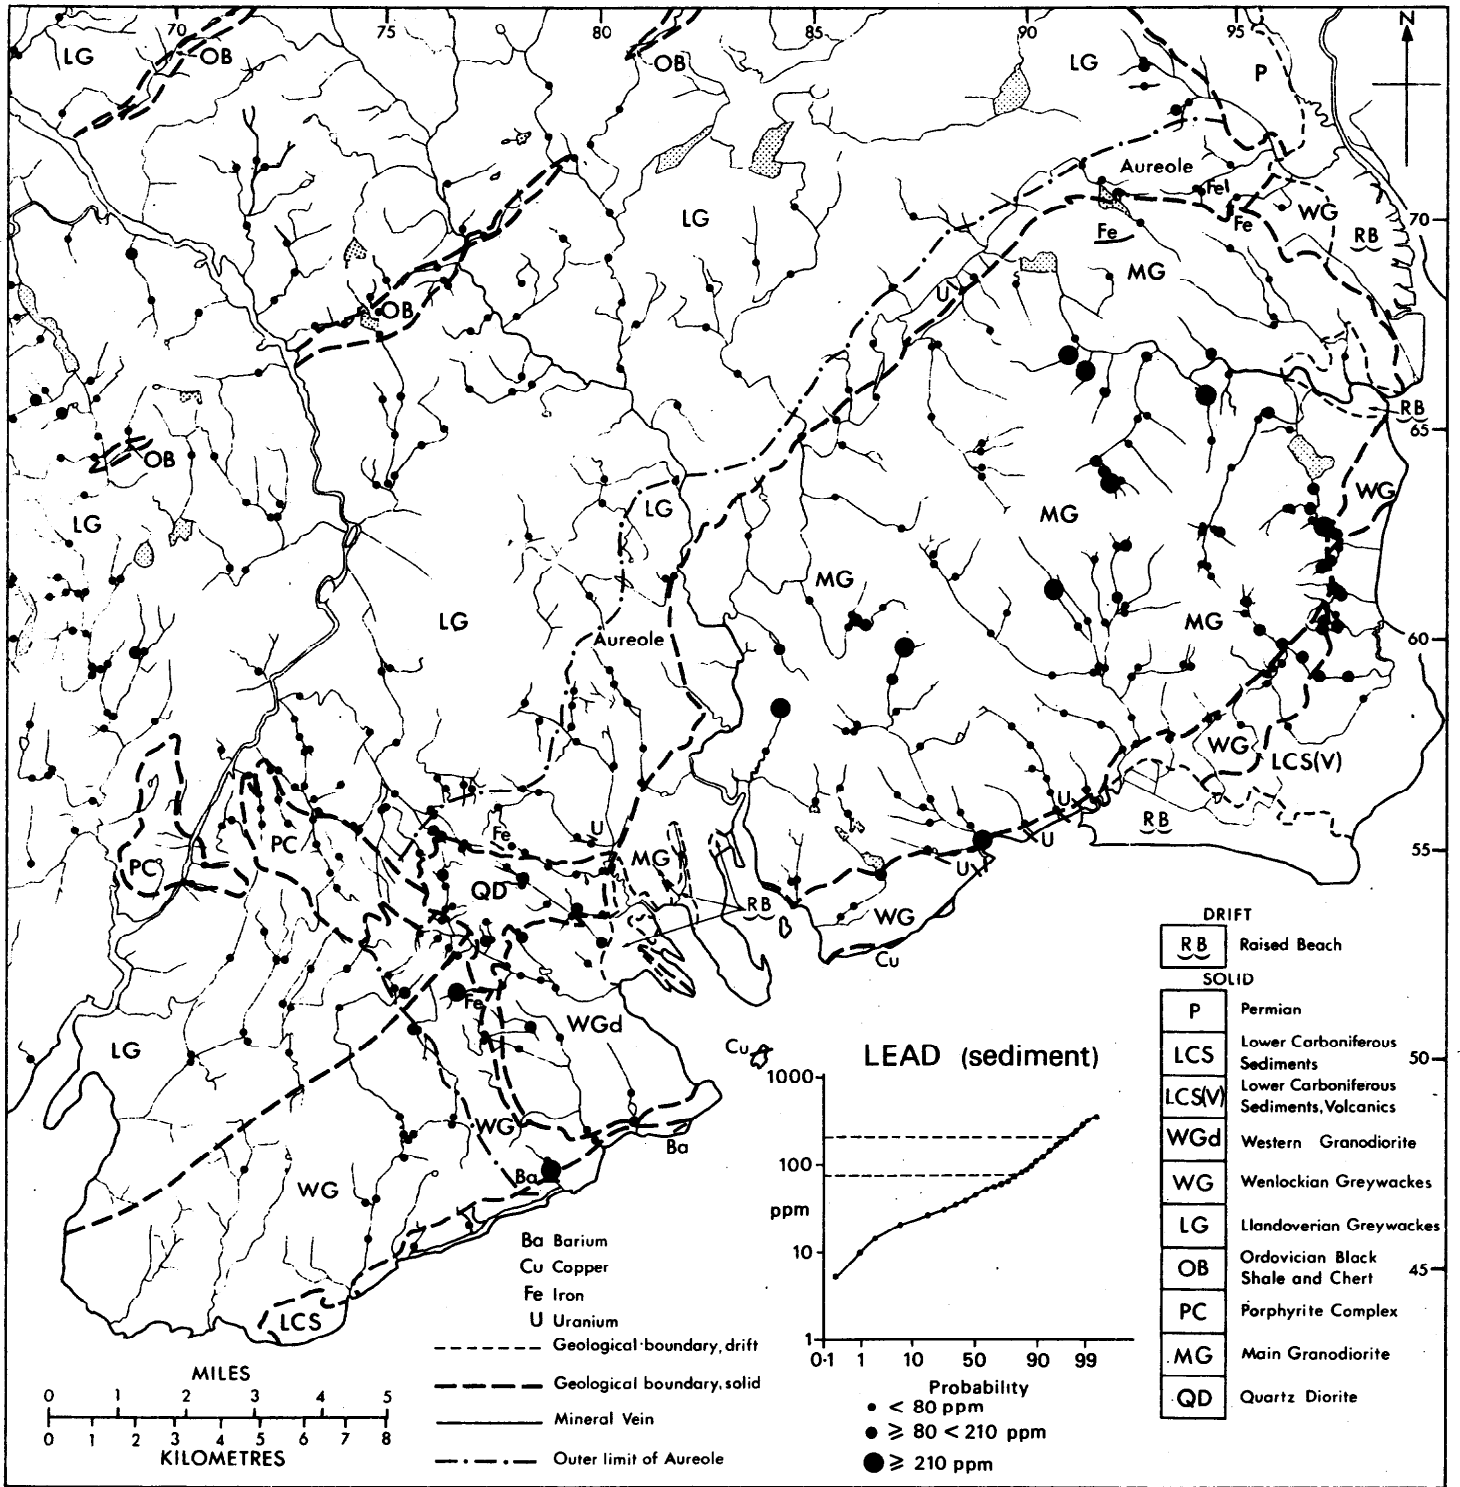 70 75 80 85 90 95 N
LG OB OB LG P
Aureole
Fe
LG WG
70
Fe Fe RB
MG
U
OB
RB
65
OB
WG
LG LG MG
MG
LG MG
Aureole 60
WG LCS(V)
U
RB
Fe U U
PC MG 55
PC U
QD
RB
WG
Cu
Fe
WGd
LG
Cu
50
WG
Ba
Ba
WG
LCS
45
LEAD (sediment)
1000
100
ppm
10
1
0·1 1 10 50 90 99
Probability
< 80 ppm
⩾ 80 < 210 ppm
⩾ 210 ppm
Ba Barium
Cu Copper
Fe Iron
U Uranium
Geological boundary, drift
Geological boundary, solid
Mineral Vein
Outer limit of Aureole
MILES
0 1 2 3 4 5
0 1 2 3 4 5 6 7 8
KILOMETRES
DRIFT
RB Raised Beach
SOLID
P Permian
LCS Lower Carboniferous
Sediments
LCS(V) Lower Carboniferous
Sediments, Volcanics
WGd Western Granodiorite
WG Wenlockian Greywackes
LG Llandoverian Greywackes
OB Ordovician Black
Shale and Chert
PC Porphyrite Complex
MG Main Granodiorite
QD Quartz Diorite